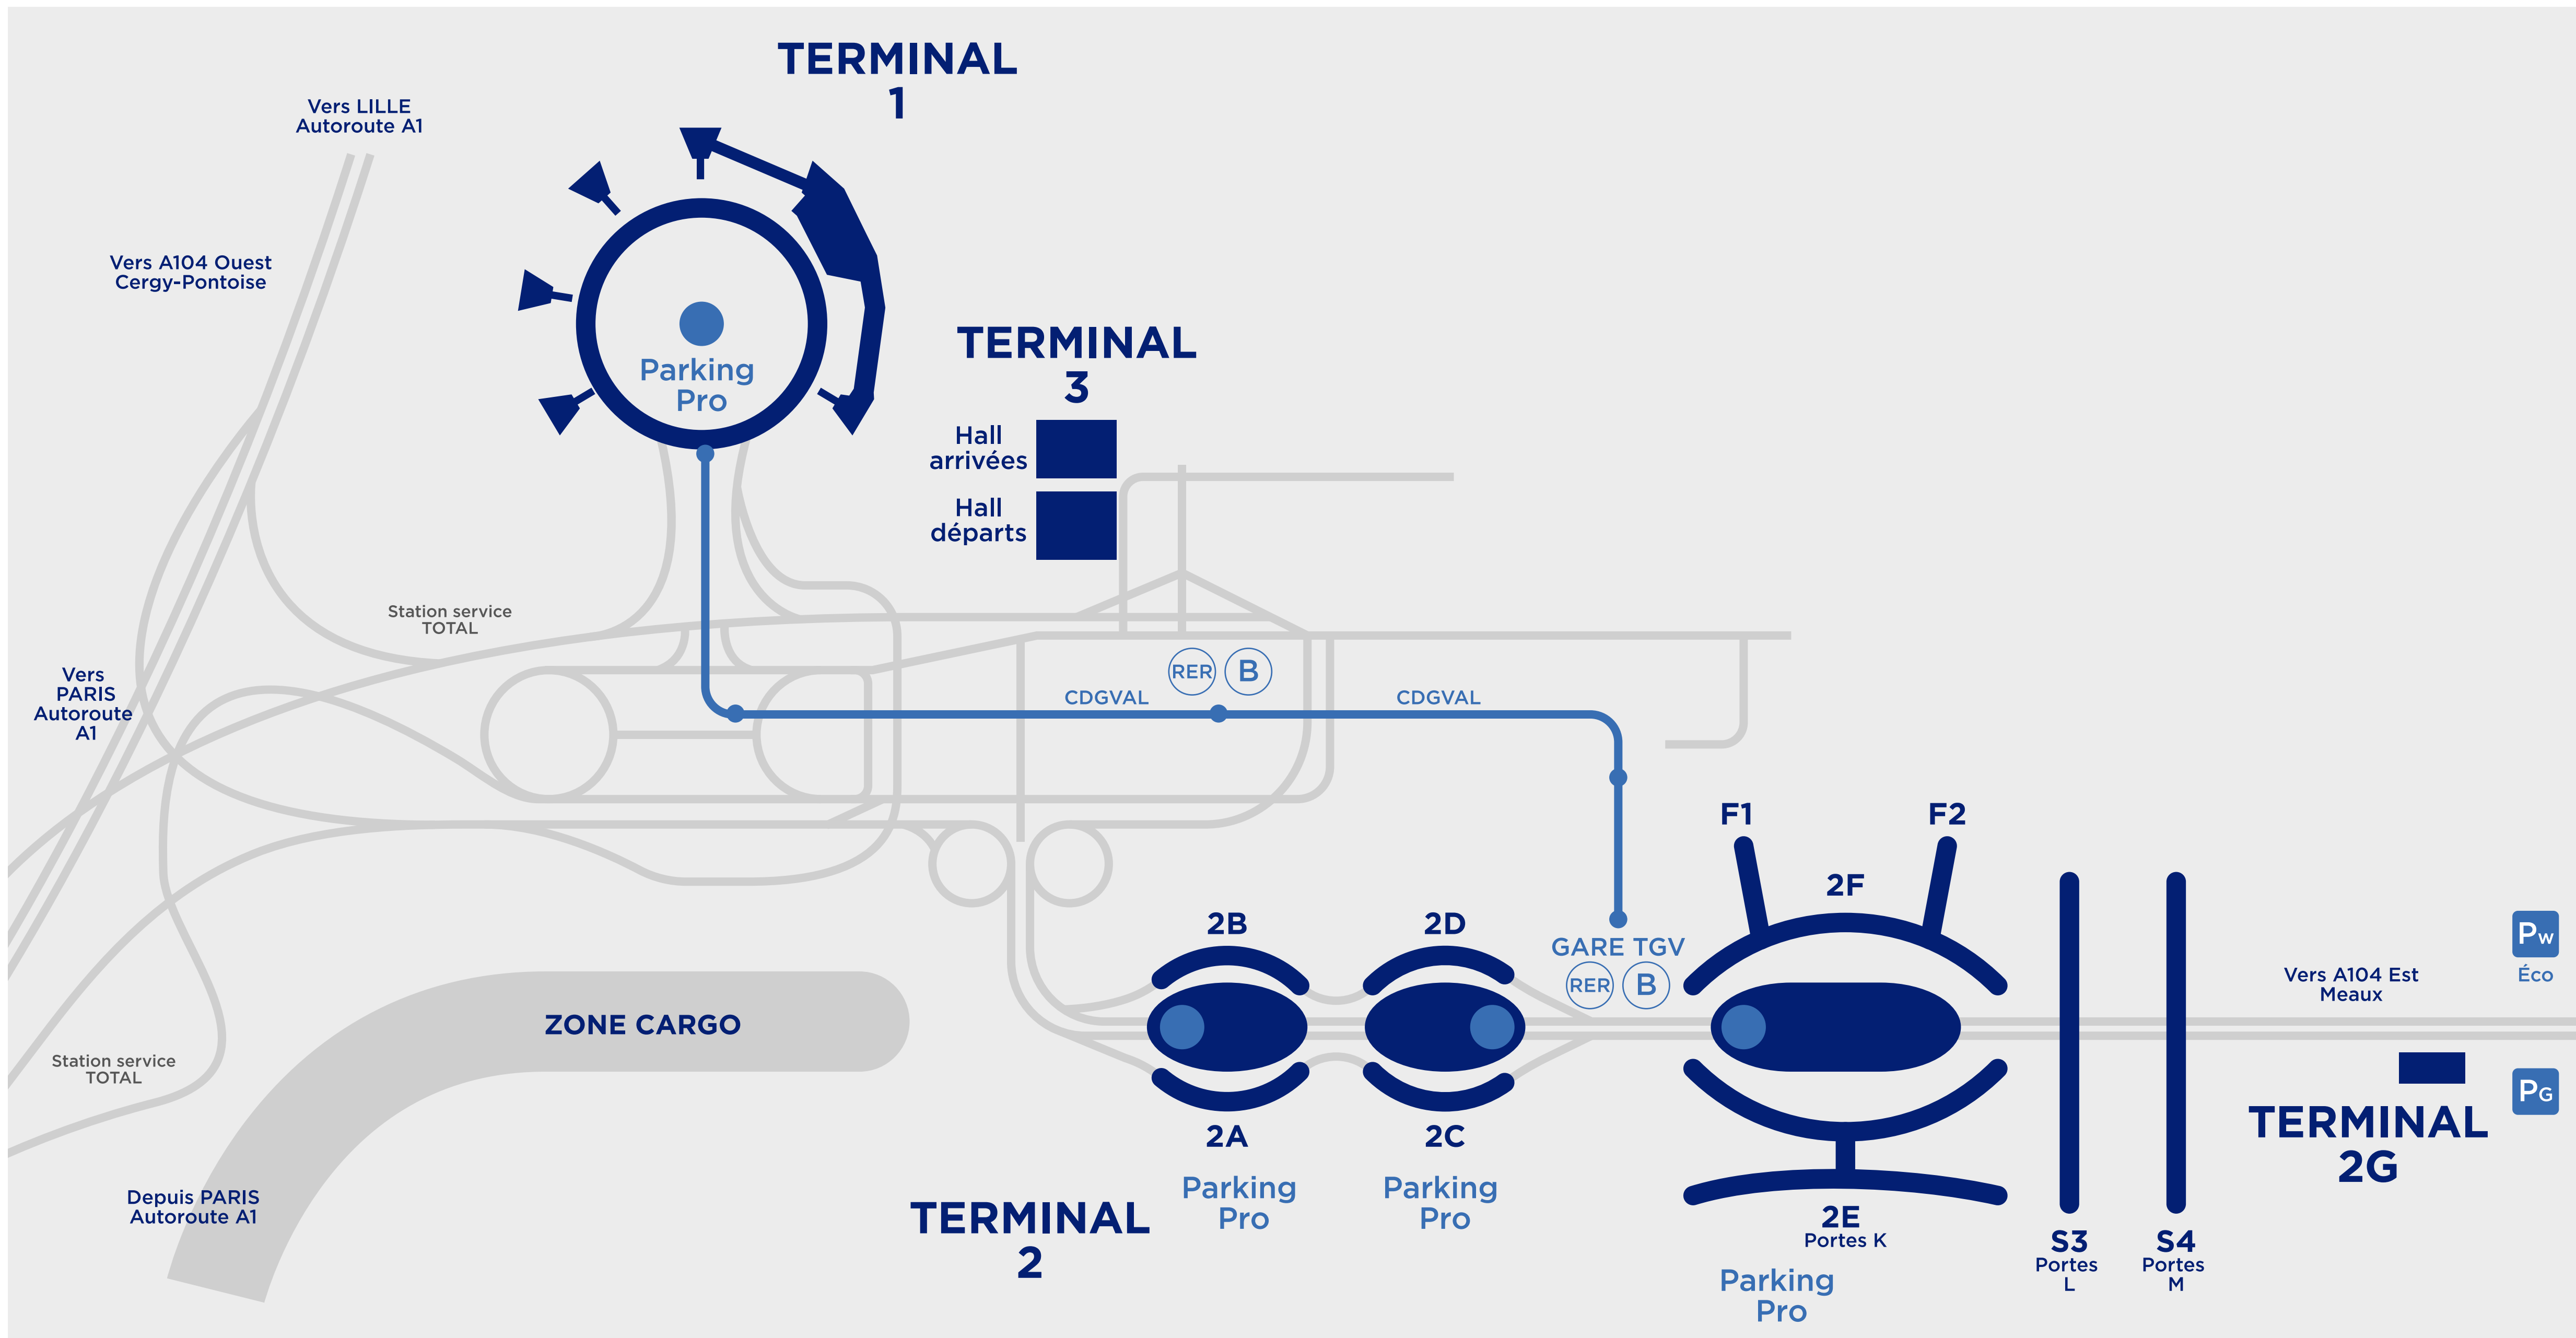 TERMINAL
1
Vers LILLE
Autoroute A1
Vers A104 Ouest
Cergy-Pontoise
Parking
Pro
TERMINAL
3
Hall
arrivées
Hall
départs
Station service
TOTAL
Vers
PARIS
Autoroute
A1
RER B
CDGVAL
CDGVAL
F1
F2
2F
2B
2D
GARE TGV
RER B
PW
Éco
Vers A104 Est
Meaux
ZONE CARGO
Station service
TOTAL
PG
2A
2C
TERMINAL
2G
Parking
Pro
Parking
Pro
Depuis PARIS
Autoroute A1
TERMINAL
2
2E
Portes K
S3
Portes
L
S4
Portes
M
Parking
Pro